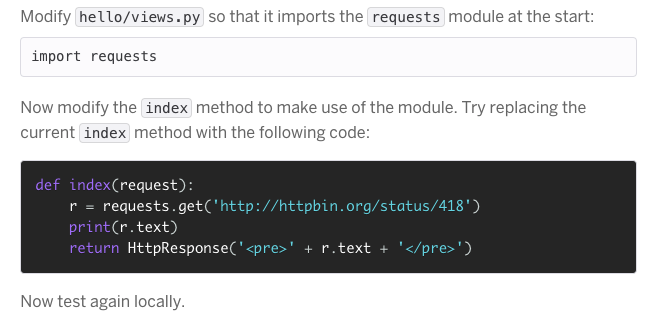 Modify hello/views.py so that it imports the requests module at the start:
import requests
Now modify the index method to make use of the module. Try replacing the
current index method with the following code:
def index(request):
    r = requests.get('http://httpbin.org/status/418')
    print(r.text)
    return HttpResponse('<pre>' + r.text + '</pre>')
Now test again locally.